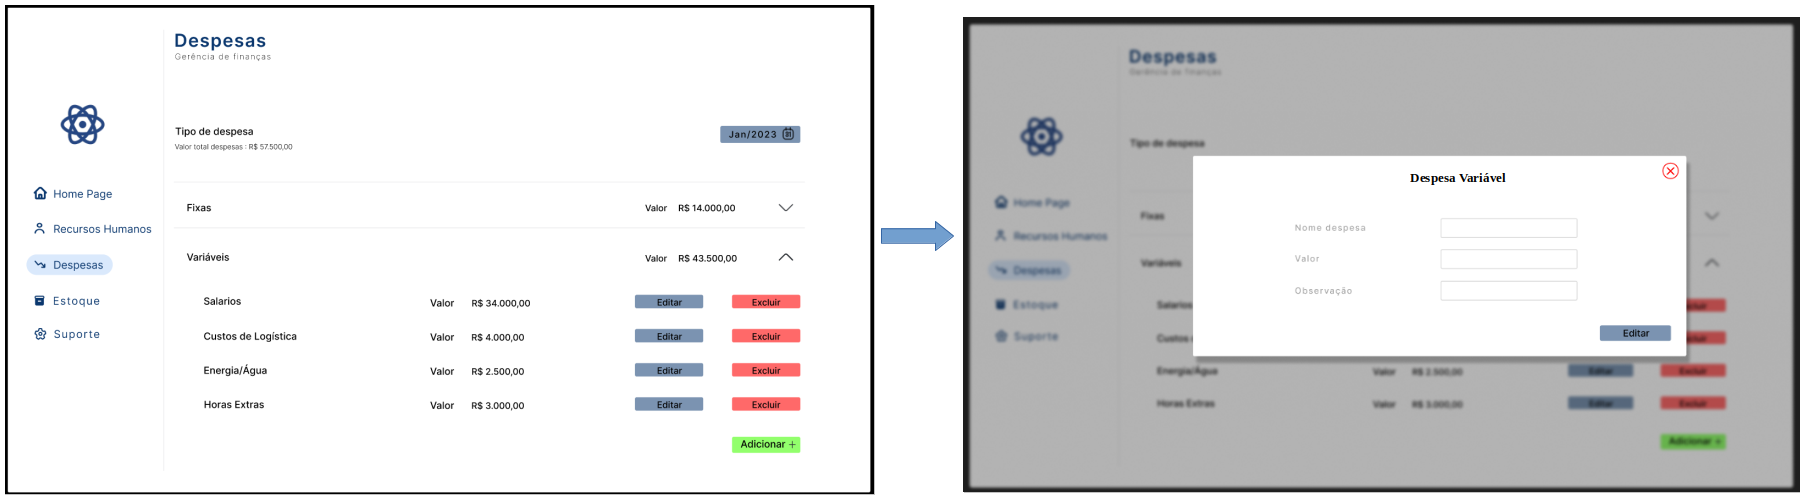 Despesas
Gerência de finanças
Tipo de despesa
Valor total despesas : R$ 57.500,00
Jan/2023
Home Page
Recursos Humanos
Despesas
Estoque
Suporte
Fixas Valor R$ 14.000,00
Variáveis Valor R$ 43.500,00
Salarios Valor R$ 34.000,00 Editar Excluir
Custos de Logística Valor R$ 4.000,00 Editar Excluir
Energia/Água Valor R$ 2.500,00 Editar Excluir
Horas Extras Valor R$ 3.000,00 Editar Excluir
Adicionar +
Despesas
Gerência de finanças
Tipo de despesa
Home Page
Recursos Humanos
Despesas
Estoque
Suporte
Fixas
Variáveis
Salarios
Custos
Despesa Variável
Nome despesa
Valor
Observação
Editar
Energia/Água Valor R$ 2.500,00 Editar Excluir
Horas Extras Valor R$ 3.000,00 Editar Excluir
Adicionar +